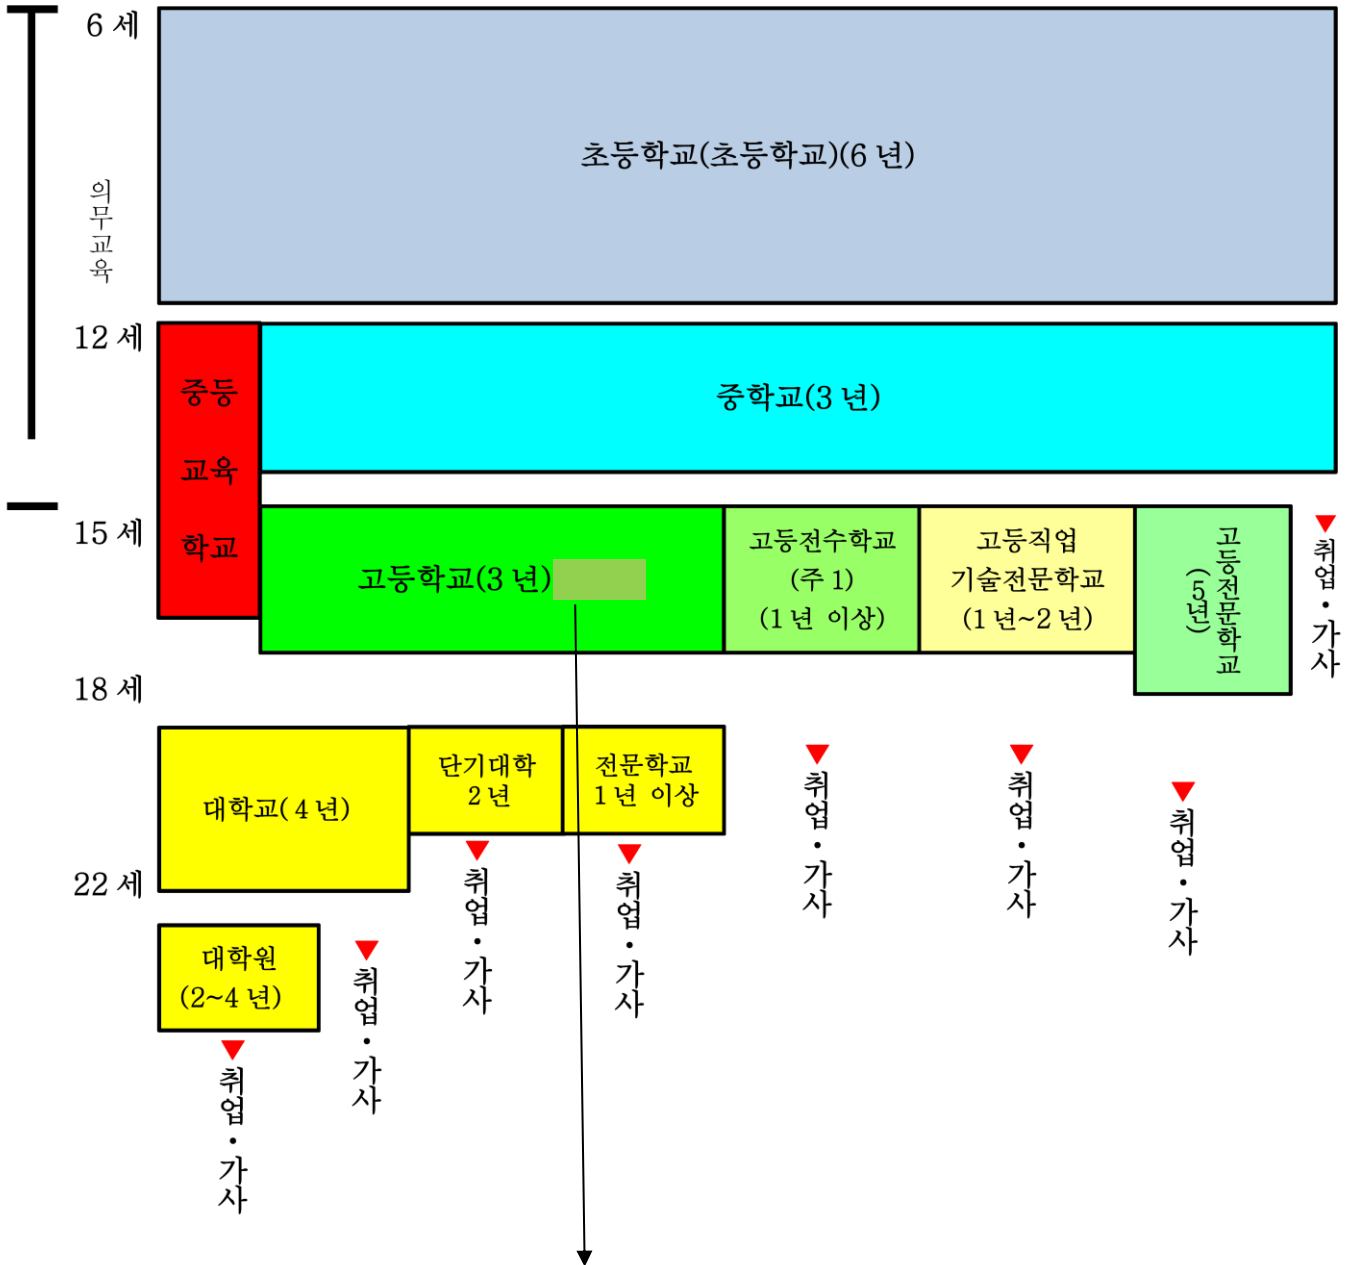 6 세
초등학교(초등학교)(6 년)
의무교육
12 세
중등
교육
학교
중학교(3 년)
15 세
고등학교(3 년)
고등전수학교
(주 1)
(1 년 이상)
고등직업
기술전문학교
(1 년~2 년)
고등전문학교
(5년)
취업・가사
18 세
대학교( 4 년)
단기대학
2 년
전문학교
1 년 이상
취업・가사
취업・가사
취업・가사
22 세
취업・가사
취업・가사
대학원
(2~4 년)
취업・가사
취업・가사